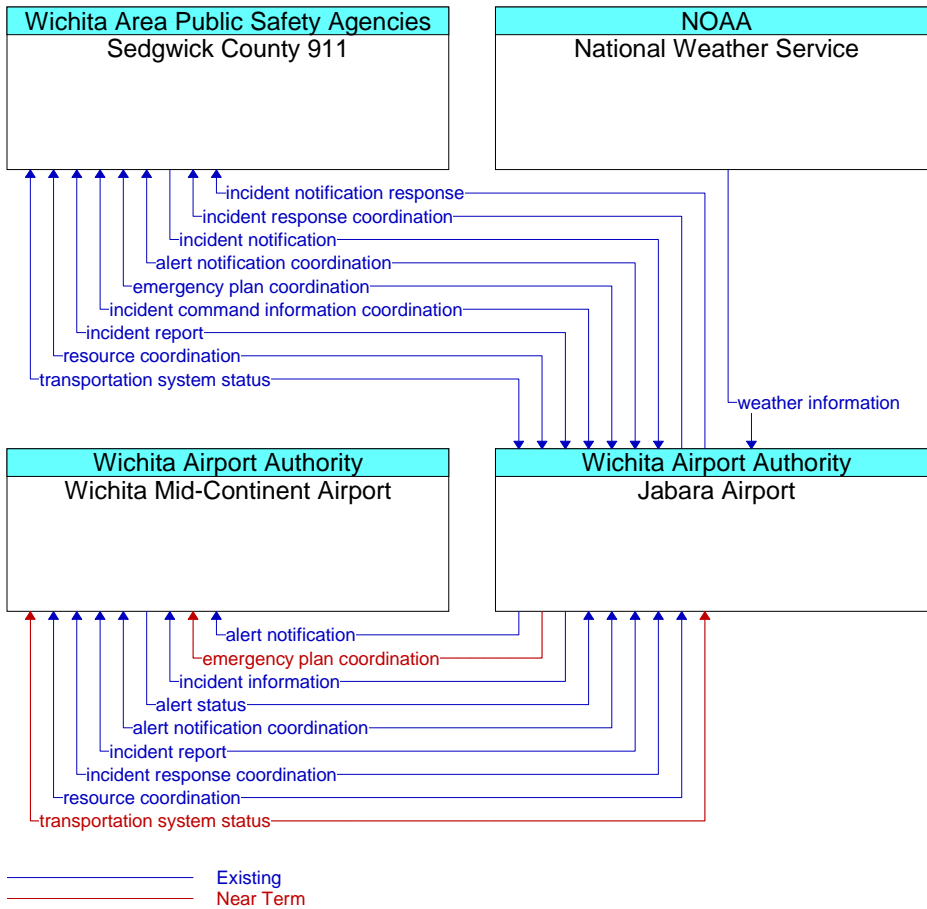 Wichita Area Public Safety Agencies
Sedgwick County 911
NOAA
National Weather Service
incident notification response
incident response coordination
incident notification
alert notification coordination
emergency plan coordination
incident command information coordination
incident report
resource coordination
transportation system status
weather information
Wichita Airport Authority
Wichita Mid-Continent Airport
Wichita Airport Authority
Jabara Airport
alert notification
emergency plan coordination
incident information
alert status
alert notification coordination
incident report
incident response coordination
resource coordination
transportation system status
Existing
Near Term